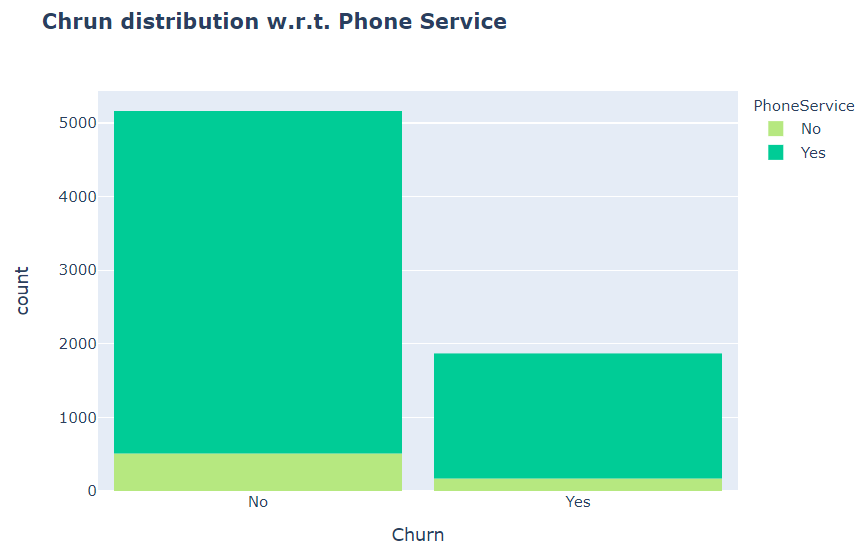 Chrun distribution w.r.t. Phone Service
PhoneService
No
Yes
5000
4000
3000
2000
1000
0
count
No
Yes
Churn